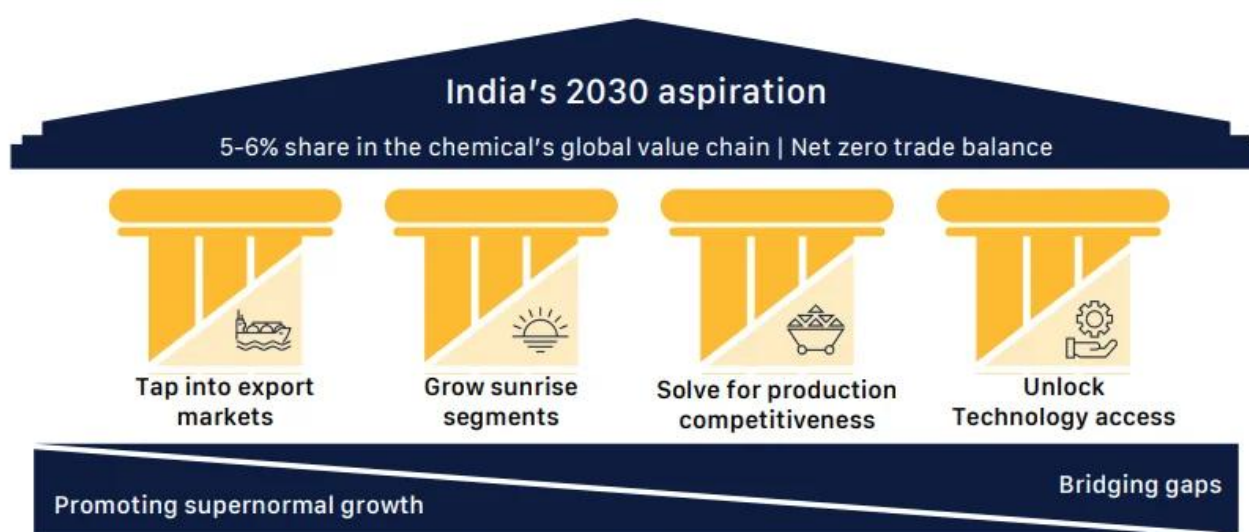 India's 2030 aspiration
5-6% share in the chemical's global value chain | Net zero trade balance
Tap into export
markets
Grow sunrise
segments
Solve for production
competitiveness
Unlock
Technology access
Promoting supernormal growth
Bridging gaps